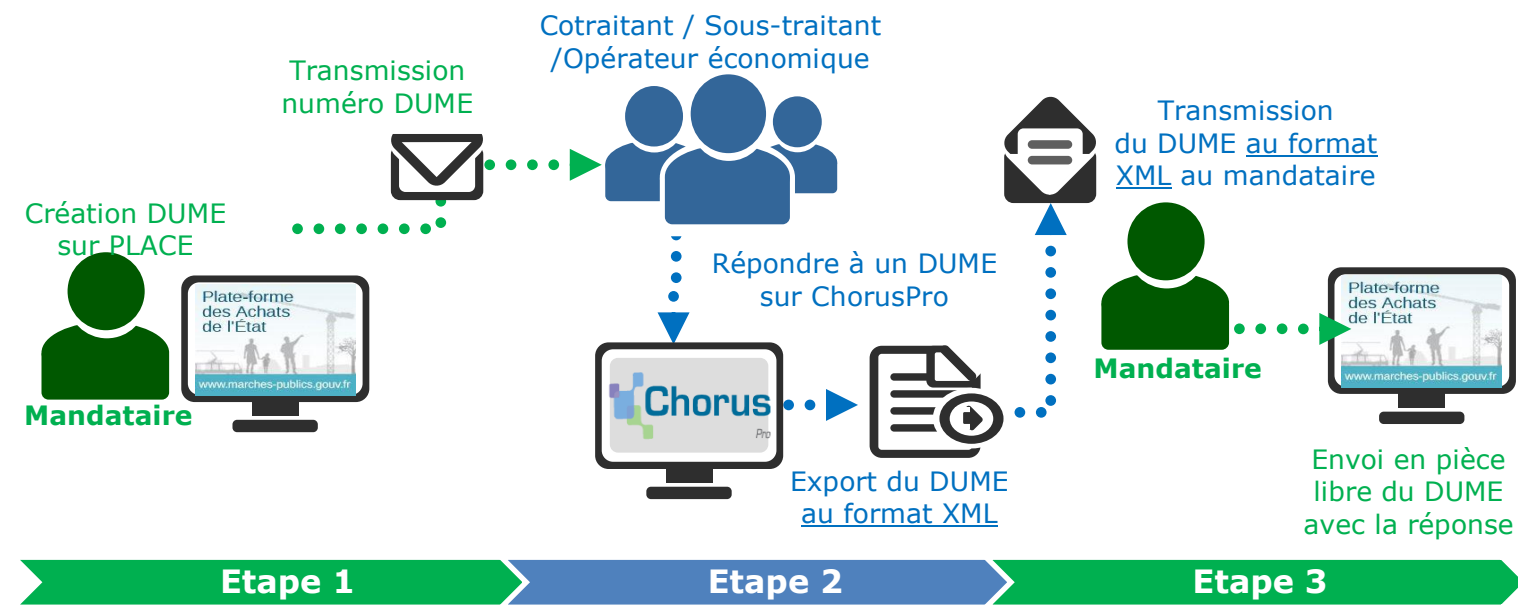 Cotraitant / Sous-traitant
/Opérateur économique
Transmission
numéro DUME
Transmission
du DUME au format
XML au mandataire
Création DUME
sur PLACE
Plate-forme
des Achats
de l'État
www.marches-publics.gouv.fr
Mandataire
Répondre à un DUME
sur ChorusPro
Chorus
Pro
Export du DUME
au format XML
Mandataire
Plate-forme
des Achats
de l'État
www.marches-publics.gouv.fr
Envoi en pièce
libre du DUME
avec la réponse
Etape 1
Etape 2
Etape 3